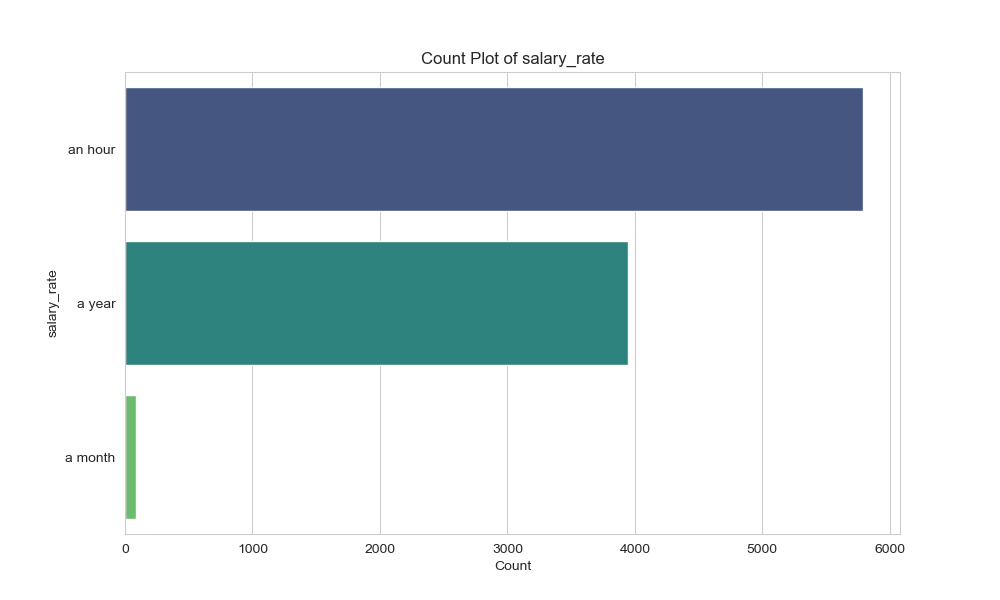 Count Plot of salary_rate
salary_rate
an hour
a year
a month
0 1000 2000 3000 4000 5000 6000
Count